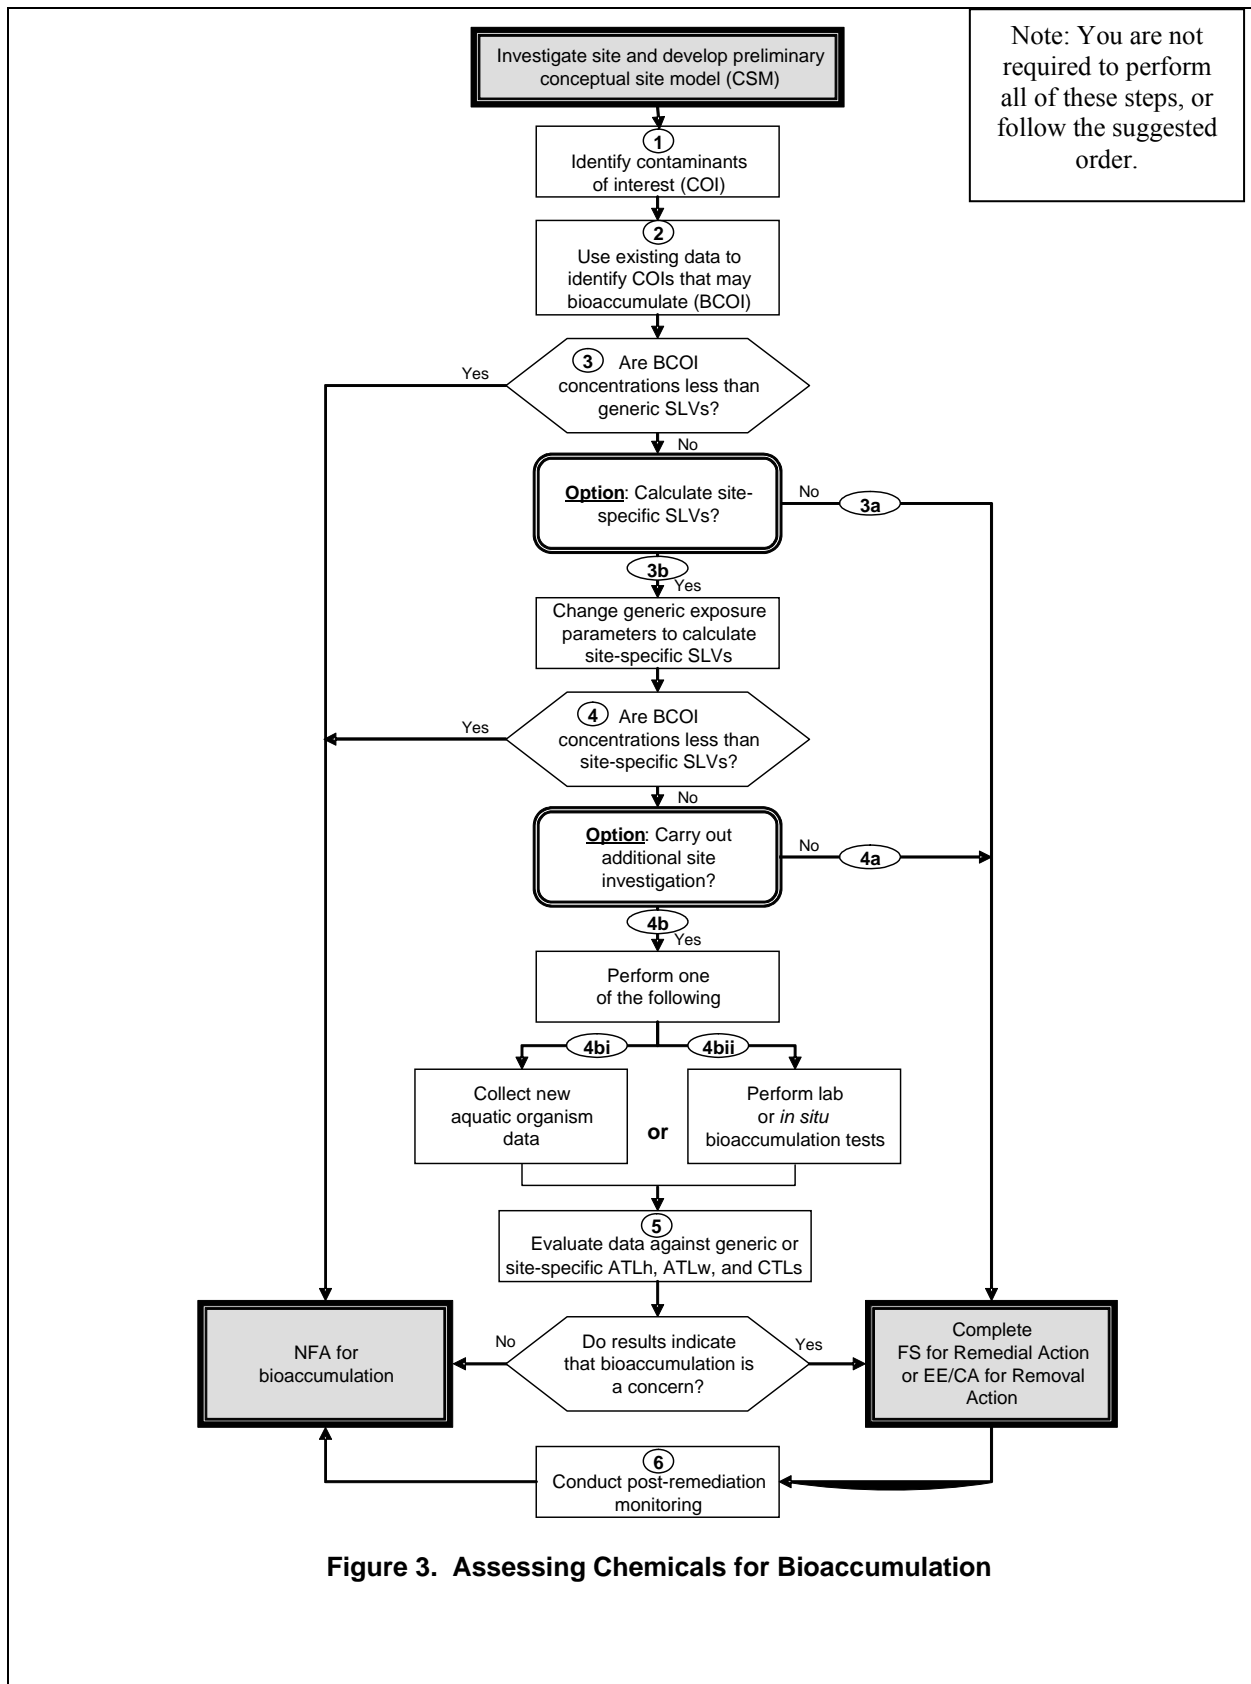 Investigate site and develop preliminary
conceptual site model (CSM)
Note: You are not
required to perform
all of these steps, or
follow the suggested
order.
1
Identify contaminants
of interest (COI)
2
Use existing data to
identify COIs that may
bioaccumulate (BCOI)
3 Are BCOI
concentrations less than
generic SLVs?
Yes
No
Option: Calculate site-
specific SLVs?
No
3a
3b
Yes
Change generic exposure
parameters to calculate
site-specific SLVs
4 Are BCOI
concentrations less than
site-specific SLVs?
Yes
No
Option: Carry out
additional site
investigation?
No
4a
4b
Yes
Perform one
of the following
4bi
4bii
Collect new
aquatic organism
data
or
Perform lab
or in situ
bioaccumulation tests
5
Evaluate data against generic or
site-specific ATLh, ATLw, and CTLs
Do results indicate
that bioaccumulation is
a concern?
No
Yes
NFA for
bioaccumulation
Complete
FS for Remedial Action
or EE/CA for Removal
Action
6
Conduct post-remediation
monitoring
Figure 3. Assessing Chemicals for Bioaccumulation